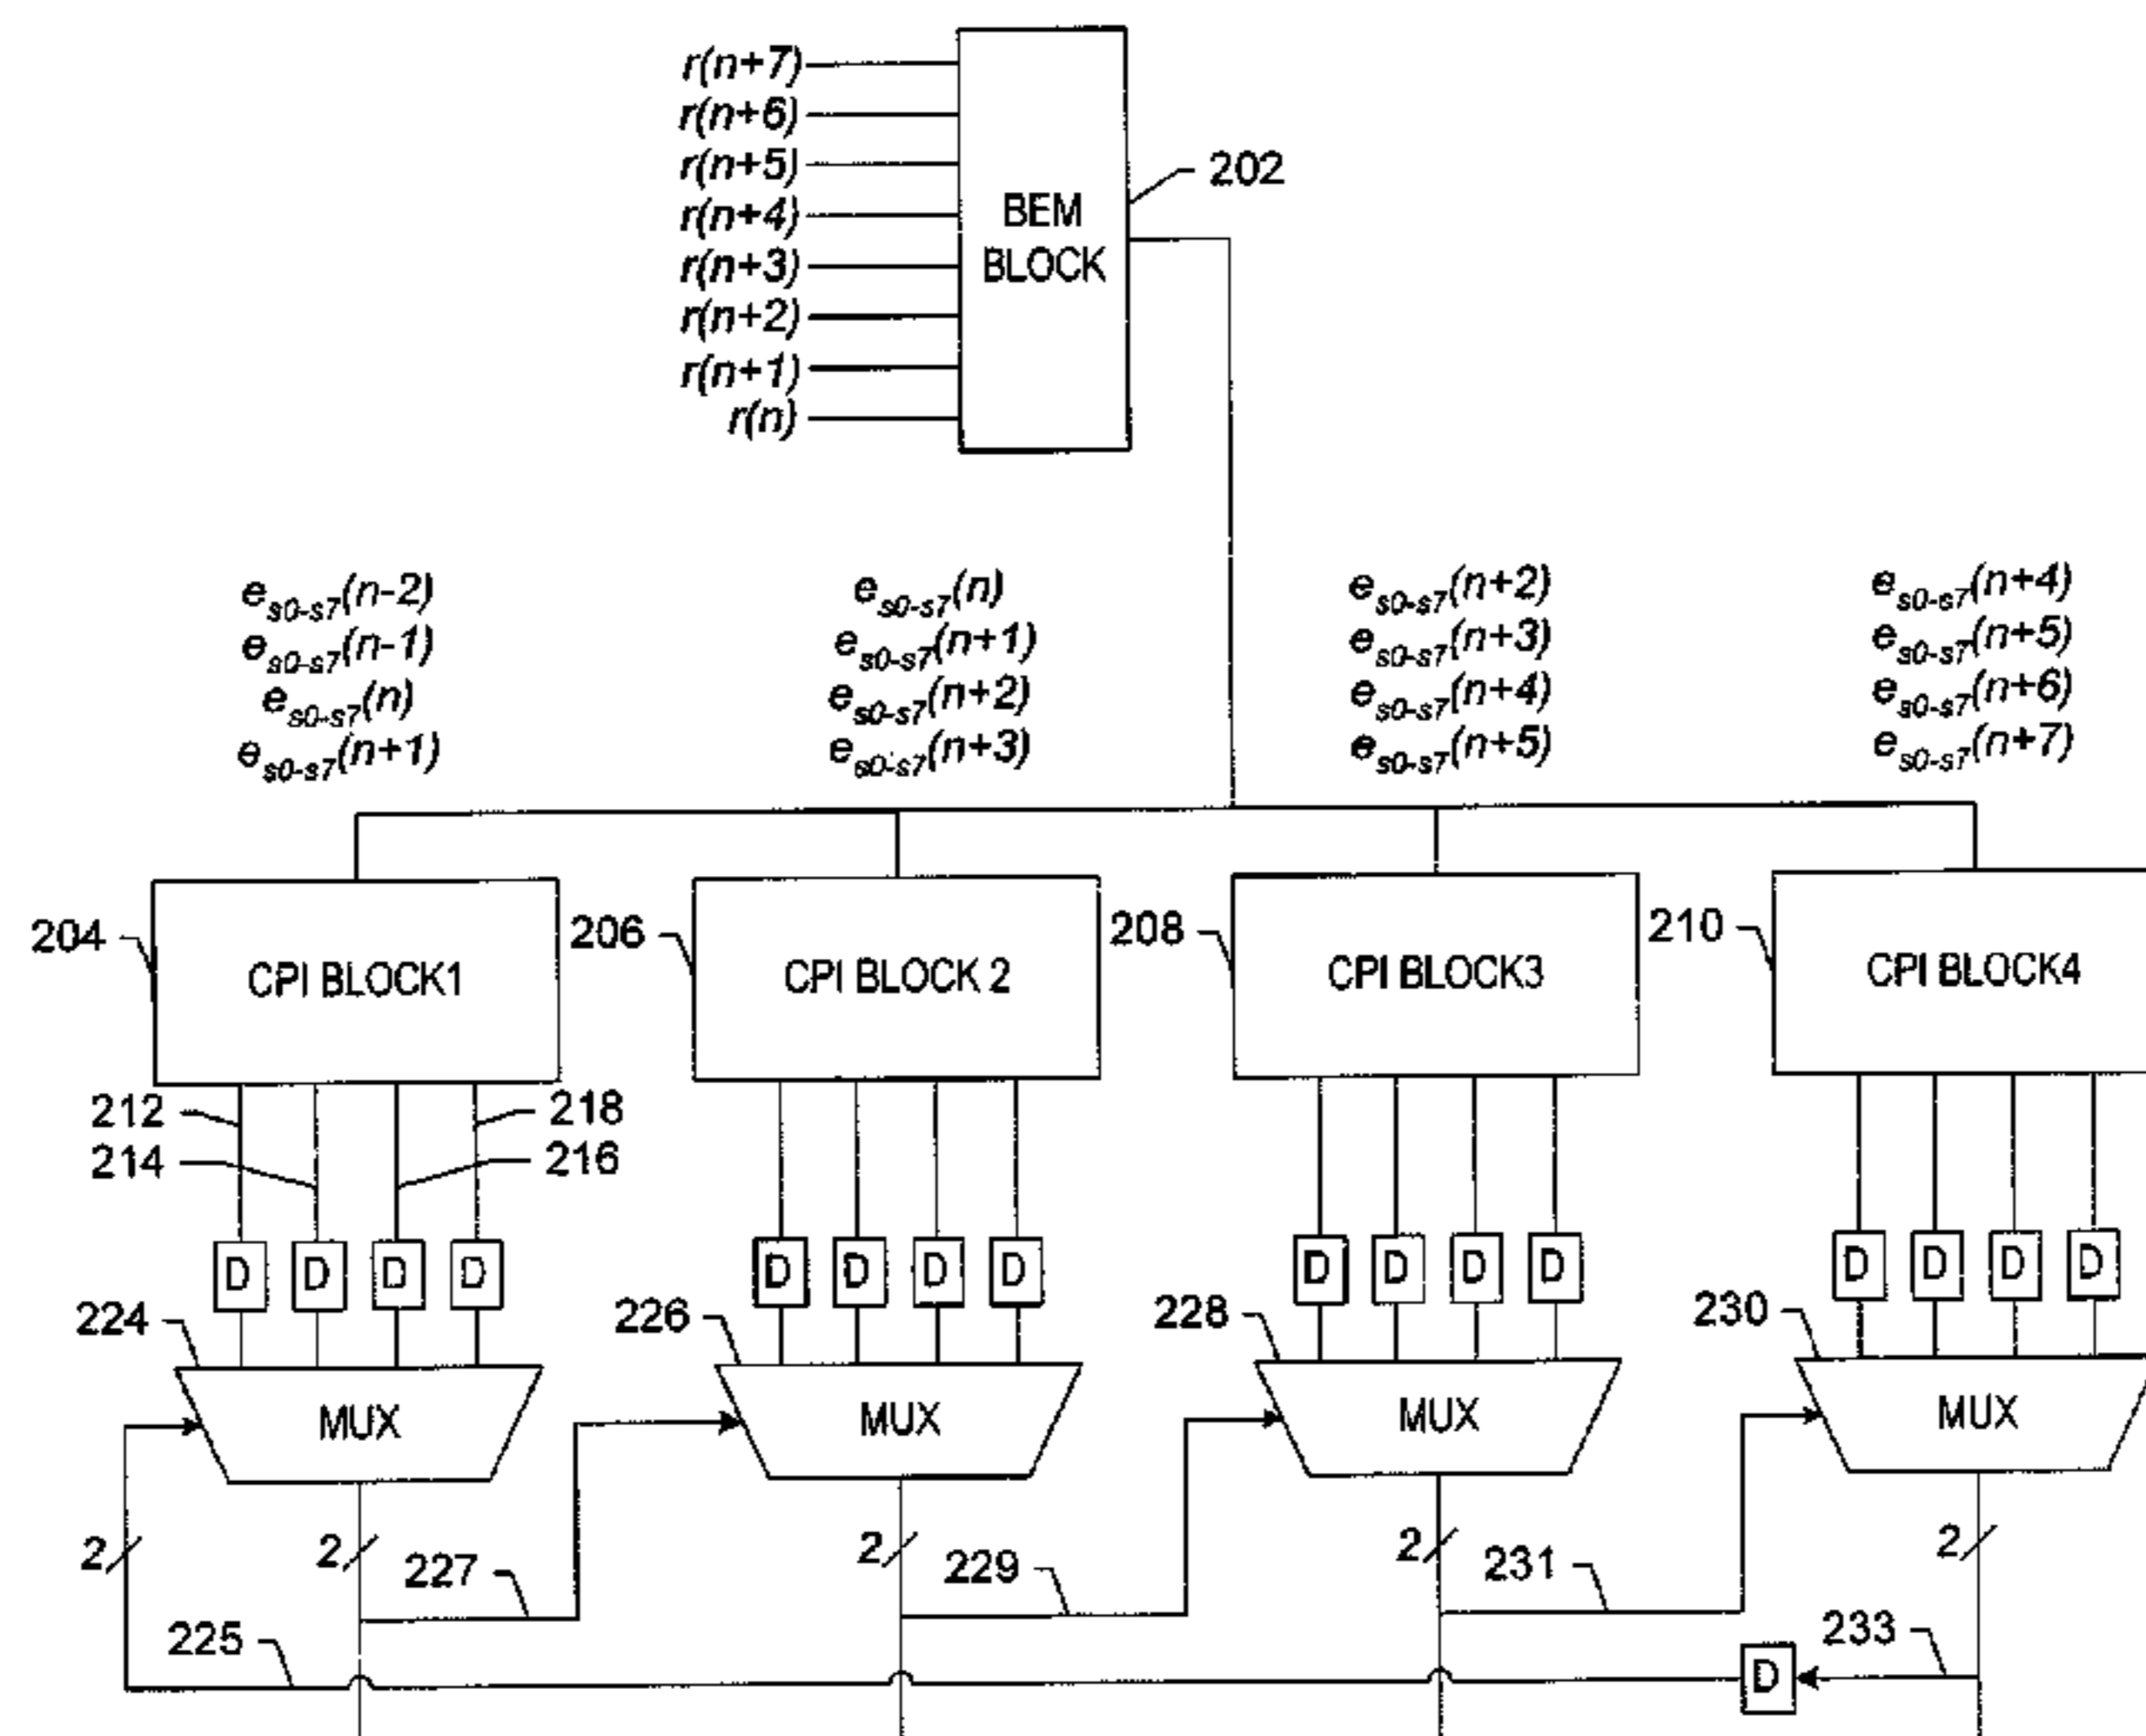 r(n+7)
r(n+6)
r(n+5)
r(n+4)
r(n+3)
r(n+2)
r(n+1)
r(n)
BEM
BLOCK
202
e_s0-s7(n-2)
e_s0-s7(n-1)
e_s0-s7(n)
e_s0-s7(n+1)
e_s0-s7(n)
e_s0-s7(n+1)
e_s0-s7(n+2)
e_s0-s7(n+3)
e_s0-s7(n+2)
e_s0-s7(n+3)
e_s0-s7(n+4)
e_s0-s7(n+5)
e_s0-s7(n+4)
e_s0-s7(n+5)
e_s0-s7(n+6)
e_s0-s7(n+7)
204
CPI BLOCK1
206
CPI BLOCK 2
208
CPI BLOCK3
210
CPI BLOCK4
212
214
218
216
D D D D
D D D D
D D D D
D D D D
224
MUX
226
MUX
228
MUX
230
MUX
2
2
227
2
229
2
231
2
225
D
233